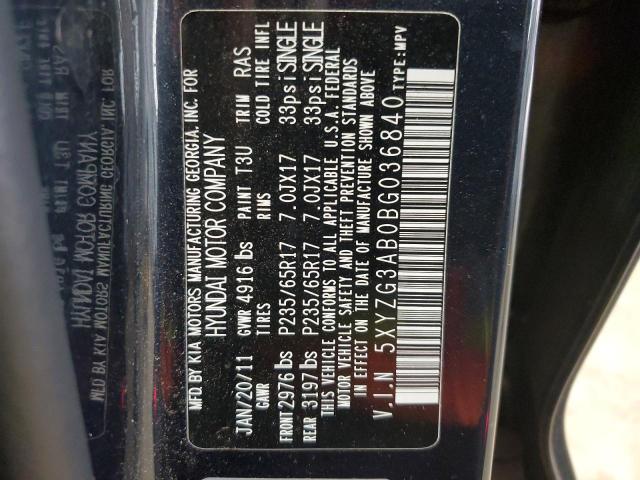 MFD BY KIA MOTORS MANUFACTURING GEORGIA, INC. FOR
HYUNDAI MOTOR COMPANY
JAN/20/11 GVWR 4916 lbs PAINT T3U TRIM RAS
GAWR TIRES RIMS COLD TIRE INFL
FRONT 2976 lbs P235/65R17 7.0JX17 33psi SINGLE
REAR 3197 lbs P235/65R17 7.0JX17 33psi SINGLE
THIS VEHICLE CONFORMS TO ALL APPLICABLE U.S.A. FEDERAL
MOTOR VEHICLE SAFETY AND THEFT PREVENTION STANDARDS
IN EFFECT ON THE DATE OF MANUFACTURE SHOWN ABOVE
V.I.N 5XYZG3AB0BG036840 TYPE:MPV